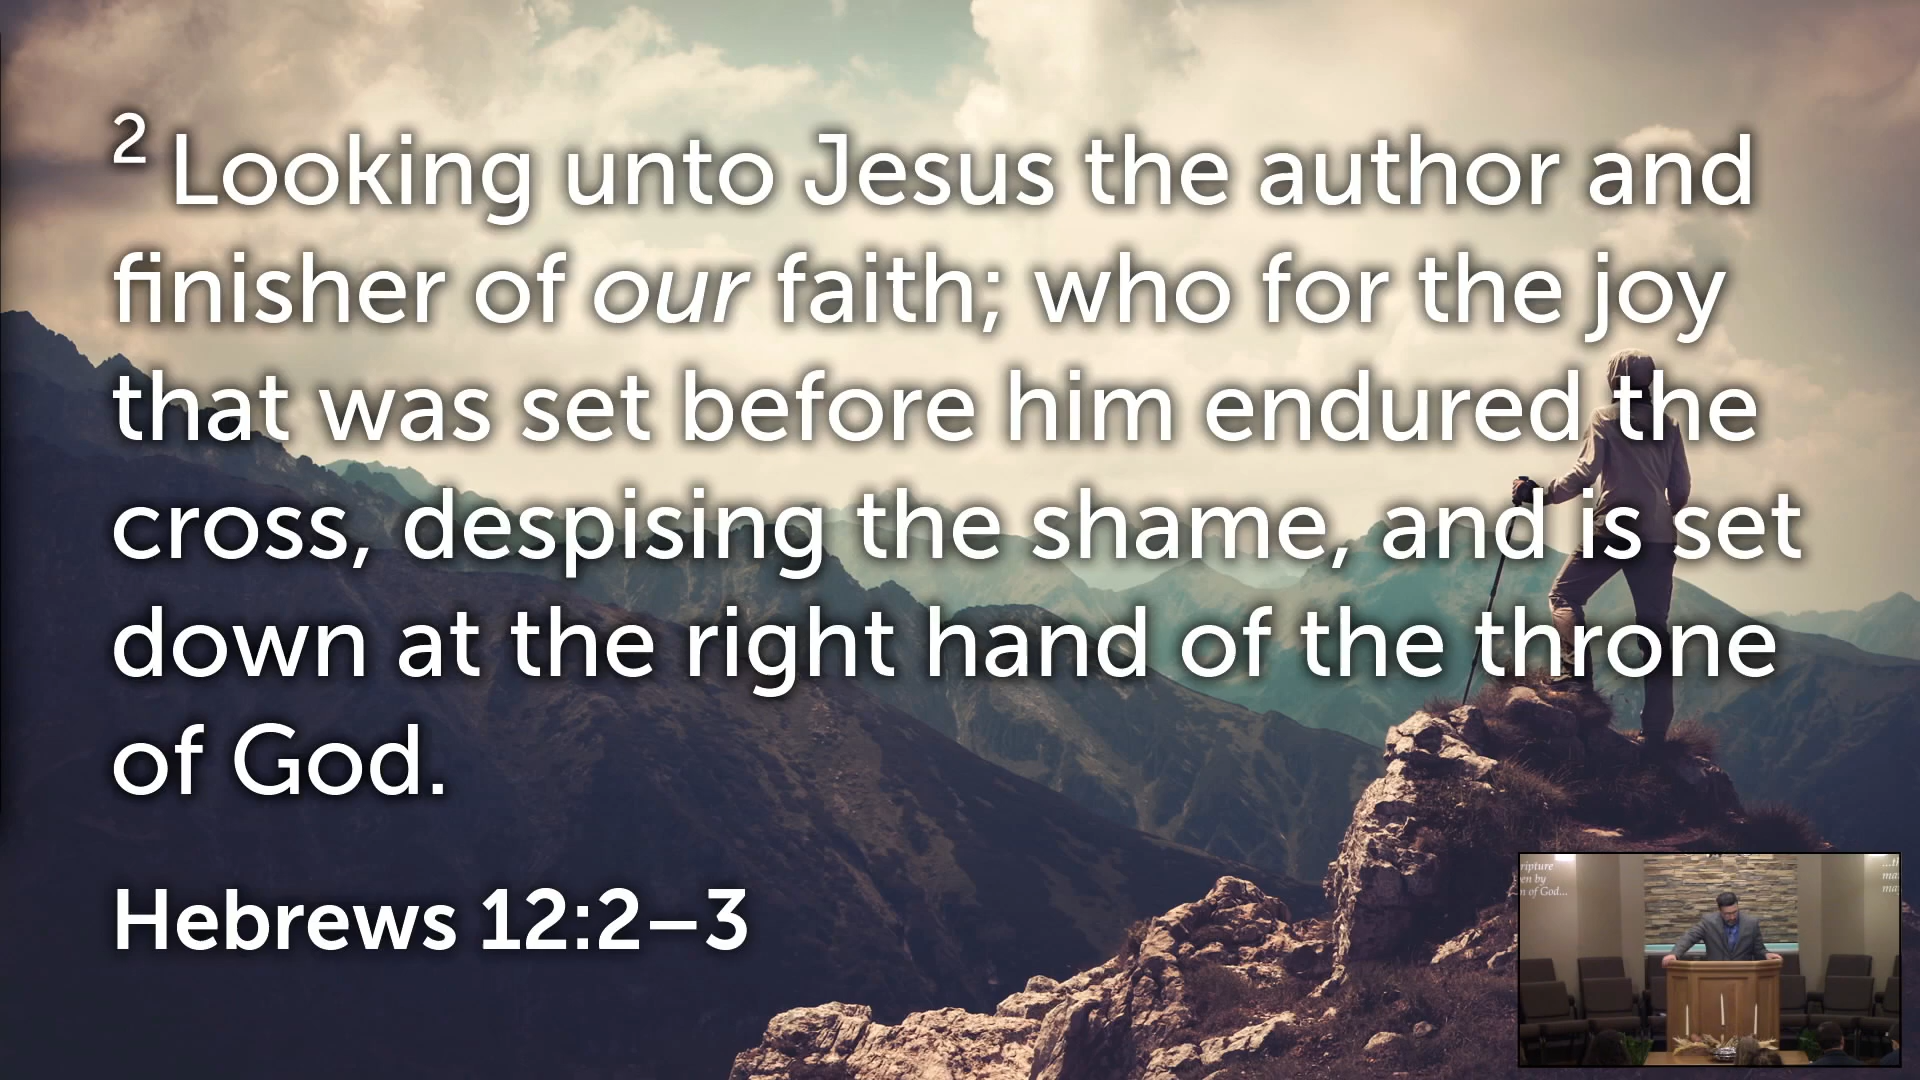 2 Looking unto Jesus the author and
finisher of our faith; who for the joy
that was set before him endured the
cross, despising the shame, and is set
down at the right hand of the throne
of God.
Hebrews 12:2–3
of God...